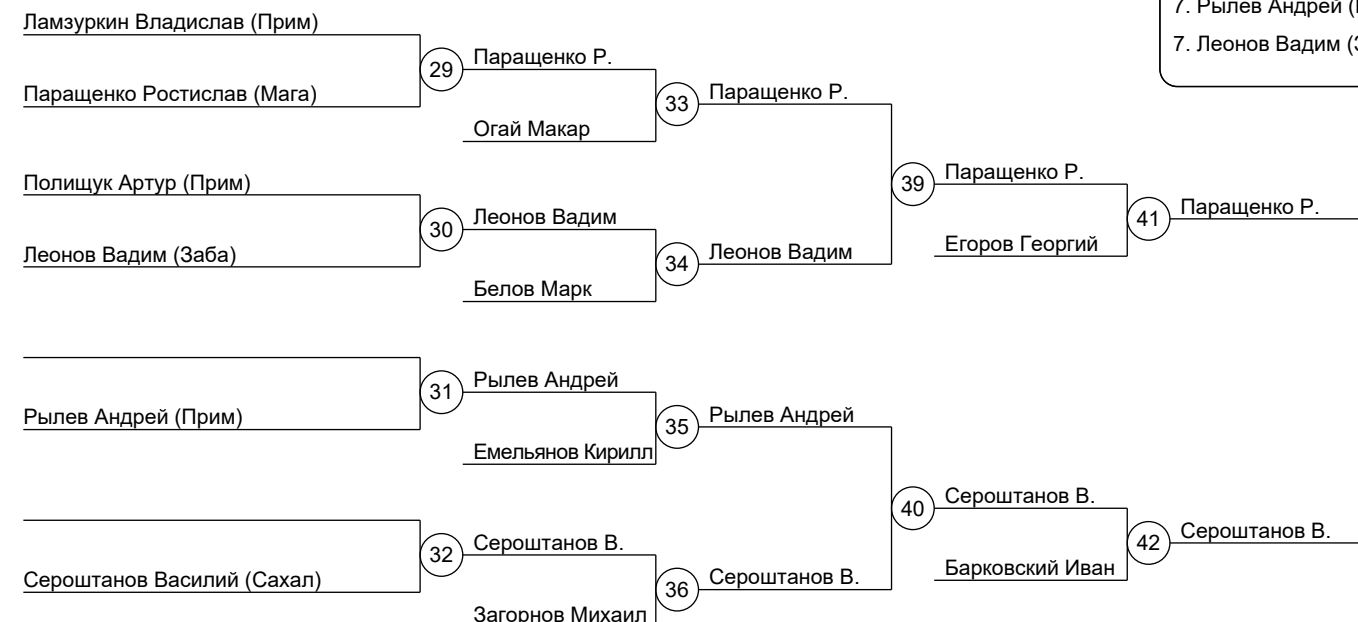 Ламзуркин Владислав (Прим)
7. Рылев Андрей (
7. Леонов Вадим (
29
Паращенко Р.
Паращенко Ростислав (Мага)
33
Паращенко Р.
Огай Макар
Полищук Артур (Прим)
39
Паращенко Р.
30
Леонов Вадим
41
Паращенко Р.
Леонов Вадим (Заба)
34
Леонов Вадим
Егоров Георгий
Белов Марк
31
Рылев Андрей
Рылев Андрей (Прим)
35
Рылев Андрей
Емельянов Кирилл
40
Сероштанов В.
32
Сероштанов В.
42
Сероштанов В.
Сероштанов Василий (Сахал)
36
Сероштанов В.
Барковский Иван
Загорнов Михаил